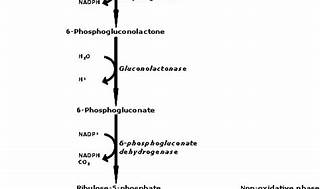 NADPH
6-Phosphogluconolactone
H₂O
Gluconolactonase
H⁺
6-Phosphogluconate
NADP⁺
6-phosphogluconate
dehydrogenase
NADPH
CO₂
Ribulose-5-phosphate
Non-oxidative phase